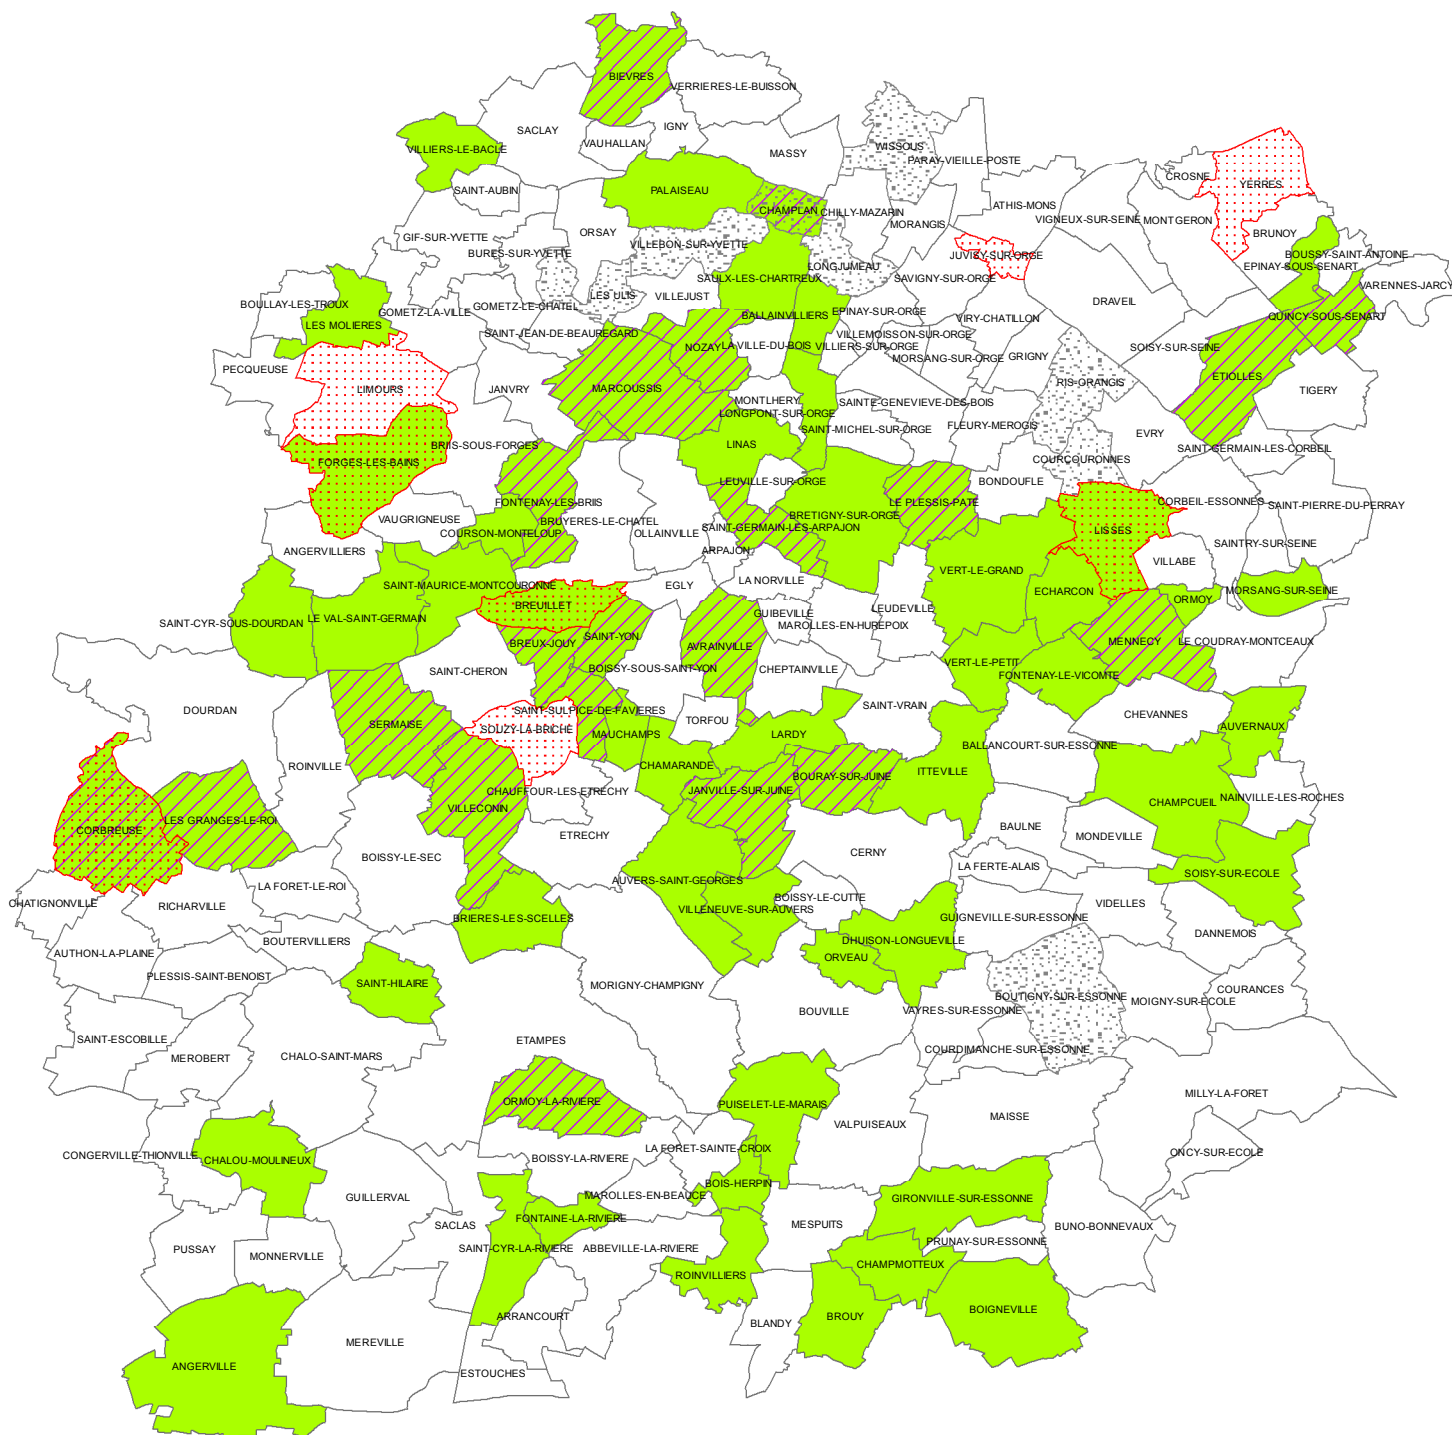 BIEVRES
VERRIERES-LE-BUISSON
SACLAY
IGNY
VAUHALLAN
VILLIERS-LE-BACLE
MASSY
WISSOUS
PARAY-VIEILLE-POSTE
SAINT-AUBIN
PALAISEAU
CROSNE
YERRES
CHAMPLAN
CHILLY-MAZARIN
ATHIS-MONS
MORANGIS
VIGNEUX-SUR-SEINE
MONTGERON
BRUNOY
GIF-SUR-YVETTE
ORSAY
BURES-SUR-YVETTE
VILLEBON-SUR-YVETTE
JUVISY-SUR-ORGE
BOUSSY-SAINT-ANTOINE
EPINAY-SOUS-SENART
LONGJUMEAU
SAULX-LES-CHARTREUX
SAVIGNY-SUR-ORGE
VARENNES-JARCY
BOULLAY-LES-TROUX
LES ULIS
VILLEJUST
DRAVEIL
GOMETZ-LE-CHATEL
GOMETZ-LA-VILLE
LES MOLIERES
BALLAINVILLIERS
EPINAY-SUR-ORGE
VIRY-CHATILLON
QUINCY-SOUS-SENART
SAINT-JEAN-DE-BEAUREGARD
VILLEMOISSON-SUR-ORGE
NOZAY
LA VILLE-DU-BOIS
VILLIERS-SUR-ORGE
SOISY-SUR-SEINE
MORSANG-SUR-ORGE
GRIGNY
PECQUEUSE
ETIOLLES
RIS-ORANGIS
LIMOURS
JANVRY
MARCOUSSIS
TIGERY
MONTLHERY
SAINTE-GENEVIEVE-DES-BOIS
LONGPONT-SUR-ORGE
FLEURY-MEROGIS
SAINT-MICHEL-SUR-ORGE
EVRY
BRIIS-SOUS-FORGES
LINAS
SAINT-GERMAIN-LES-CORBEIL
COURCOURONNES
FORGES-LES-BAINS
LEUVILLE-SUR-ORGE
BONDOUFLE
FONTENAY-LES-BRIIS
LE PLESSIS-PATE
CORBEIL-ESSONNES
SAINT-PIERRE-DU-PERRAY
BRETIGNY-SUR-ORGE
VAUGRIGNEUSE
BRUYERES-LE-CHATEL
SAINT-GERMAIN-LES-ARPAJON
COURSON-MONTELOUP
OLLAINVILLE
LISSES
SAINTRY-SUR-SEINE
ANGERVILLIERS
ARPAJON
VILLABE
VERT-LE-GRAND
SAINT-MAURICE-MONTCOURONNE
EGLY
LA NORVILLE
ECHARCON
MORSANG-SUR-SEINE
ORMOY
BREUILLET
GUIBEVILLE
LEUDEVILLE
LE VAL-SAINT-GERMAIN
SAINT-CYR-SOUS-DOURDAN
MAROLLES-EN-HUREPOIX
SAINT-YON
BREUX-JOUY
AVRAINVILLE
MENNECY
LE COUDRAY-MONTCEAUX
VERT-LE-PETIT
BOISSY-SOUS-SAINT-YON
SAINT-CHERON
CHEPTAINVILLE
FONTENAY-LE-VICOMTE
SAINT-VRAIN
DOURDAN
SAINT-SULPICE-DE-FAVIERES
CHEVANNES
TORFOU
SERMAISE
SOUZY-LA-BRICHE
MAUCHAMPS
LARDY
AUVERNAUX
BALLANCOURT-SUR-ESSONNE
ROINVILLE
CHAMARANDE
BOURAY-SUR-JUINE
ITTEVILLE
CHAUFFOUR-LES-ETRECHY
JANVILLE-SUR-JUINE
NAINVILLE-LES-ROCHES
CHAMPCUEIL
VILLECONIN
LES GRANGES-LE-ROI
CORBREUSE
ETRECHY
BAULNE
MONDEVILLE
BOISSY-LE-SEC
CERNY
LA FERTE-ALAIS
SOISY-SUR-ECOLE
AUVERS-SAINT-GEORGES
LA FORET-LE-ROI
BOISSY-LE-CUTTE
CHATIGNONVILLE
RICHARVILLE
VIDELLES
VILLENEUVE-SUR-AUVERS
BRIERES-LES-SCELLES
GUIGNEVILLE-SUR-ESSONNE
DANNEMOIS
BOUTERVILLIERS
DHUISON-LONGUEVILLE
AUTHON-LA-PLAINE
ORVEAU
PLESSIS-SAINT-BENOIST
SAINT-HILAIRE
MORIGNY-CHAMPIGNY
COURANCES
BOUTIGNY-SUR-ESSONNE
MOIGNY-SUR-ECOLE
BOUVILLE
VAYRES-SUR-ESSONNE
SAINT-ESCOBILLE
ETAMPES
COURDIMANCHE-SUR-ESSONNE
MEROBERT
CHALO-SAINT-MARS
MILLY-LA-FORET
ORMOY-LA-RIVIERE
PUISELET-LE-MARAIS
MAISSE
VALPUISEAUX
LA FORET-SAINTE-CROIX
ONCY-SUR-ECOLE
CONGERVILLE-THIONVILLE
CHALOU-MOULINEUX
BOISSY-LA-RIVIERE
BOIS-HERPIN
MAROLLES-EN-BEAUCE
GUILLERVAL
GIRONVILLE-SUR-ESSONNE
FONTAINE-LA-RIVIERE
MESPUITS
SACLAS
BUNO-BONNEVAUX
PRUNAY-SUR-ESSONNE
PUSSAY
SAINT-CYR-LA-RIVIERE
ABBEVILLE-LA-RIVIERE
MONNERVILLE
CHAMPMOTTEUX
ROINVILLIERS
BOIGNEVILLE
ARRANCOURT
BROUY
BLANDY
MEREVILLE
ANGERVILLE
ESTOUCHES